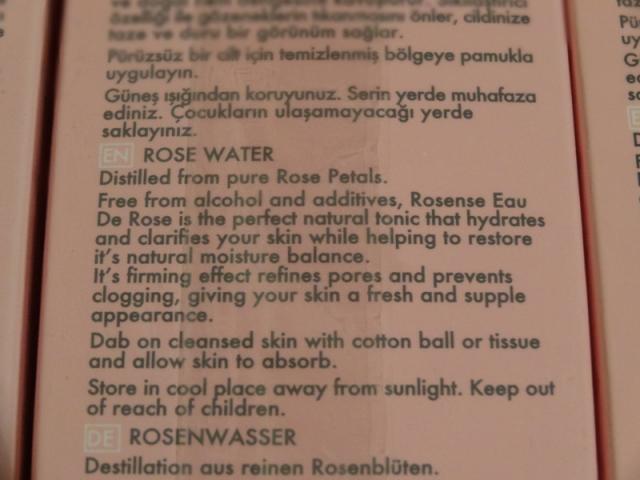 özelliği ile gözeneklerin tıkanmasını önler, cildinize
taze ve duru bir görünüm sağlar.
Pürüzsüz bir cilt için temizlenmiş bölgeye pamukla
uygulayın.
Güneş ışığından koruyunuz. Serin yerde muhafaza
ediniz. Çocukların ulaşamayacağı yerde
saklayınız.
EN ROSE WATER
Distilled from pure Rose Petals.
Free from alcohol and additives, Rosense Eau
De Rose is the perfect natural tonic that hydrates
and clarifies your skin while helping to restore
it's natural moisture balance.
It's firming effect refines pores and prevents
clogging, giving your skin a fresh and supple
appearance.
Dab on cleansed skin with cotton ball or tissue
and allow skin to absorb.
Store in cool place away from sunlight. Keep out
of reach of children.
DE ROSENWASSER
Destillation aus reinen Rosenblüten.